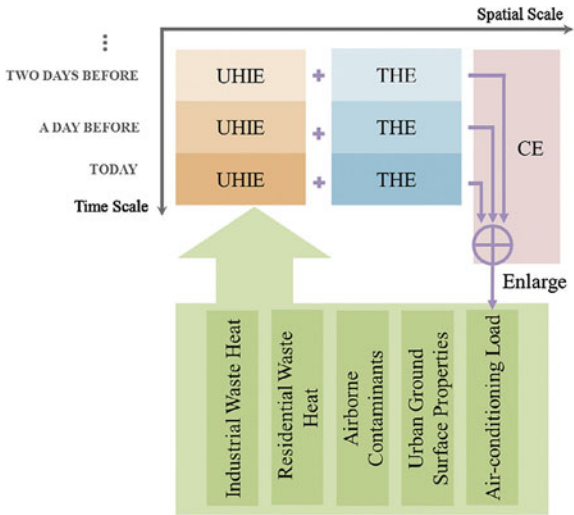 Spatial Scale
⋮
TWO DAYS BEFORE
UHIE + THE
A DAY BEFORE
UHIE + THE
CE
TODAY
UHIE + THE
Time Scale
Enlarge
Industrial Waste Heat
Residential Waste
Heat
Airborne
Contaminants
Urban Ground
Surface Properties
Air-conditioning Load